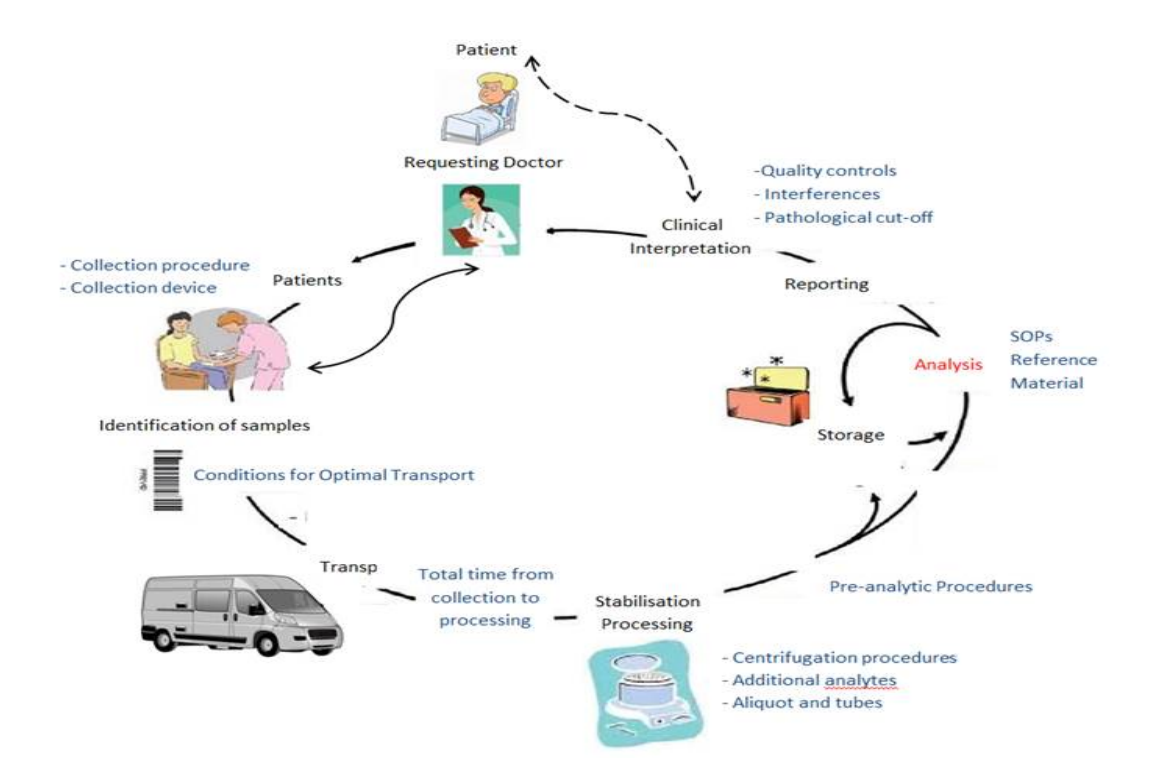 Patient
Requesting Doctor
-Quality controls
- Interferences
- Pathological cut-off
Clinical
Interpretation
- Collection procedure
- Collection device
Patients
Reporting
SOPs
Reference
Material
Analysis
Storage
Identification of samples
Conditions for Optimal Transport
Transp
Total time from
collection to
processing
Stabilisation
Processing
Pre-analytic Procedures
- Centrifugation procedures
- Additional analytes
- Aliquot and tubes